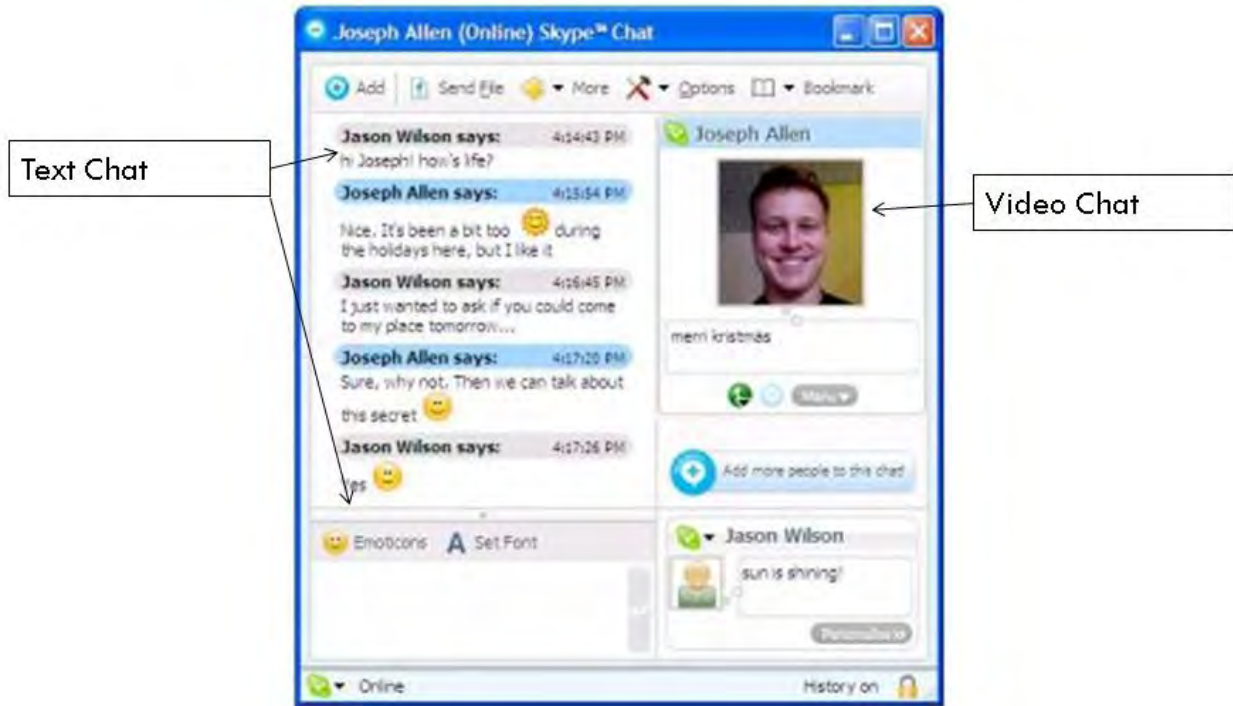 Joseph Allen (Online) Skype™ Chat
Add Send File More Options Bookmark
Text Chat
Jason Wilson says: 4:14:43 PM
hi Joseph! how's life?
Joseph Allen says: 4:15:54 PM
Nice. It's been a bit too during
the holidays here, but I like it
Jason Wilson says: 4:16:45 PM
I just wanted to ask if you could come
to my place tomorrow...
Joseph Allen says: 4:17:20 PM
Sure, why not. Then we can talk about
this secret
Jason Wilson says: 4:17:26 PM
Yes
Emoticons A Set Font
Joseph Allen
Video Chat
merri kristmas
Menu
Add more people to this chat
Jason Wilson
sun is shining!
Personalise
Online
History on